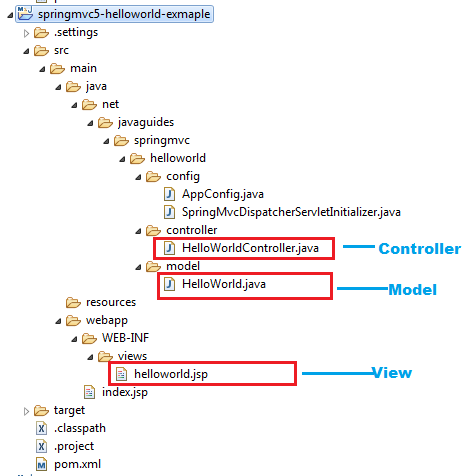 springmvc5-helloworld-exmaple
.settings
src
main
java
net
javaguides
springmvc
helloworld
config
AppConfig.java
SpringMvcDispatcherServletInitializer.java
controller
HelloWorldController.java Controller
model
HelloWorld.java Model
resources
webapp
WEB-INF
views
helloworld.jsp View
index.jsp
target
.classpath
.project
pom.xml